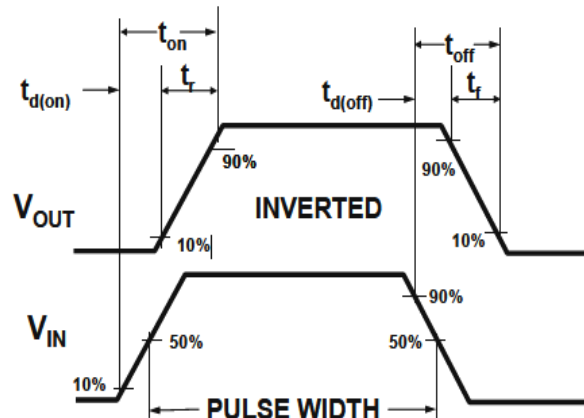 ton
toff
tr
tf
td(on)
td(off)
90%
90%
VOUT
INVERTED
10%
10%
90%
VIN
50%
50%
10%
PULSE WIDTH